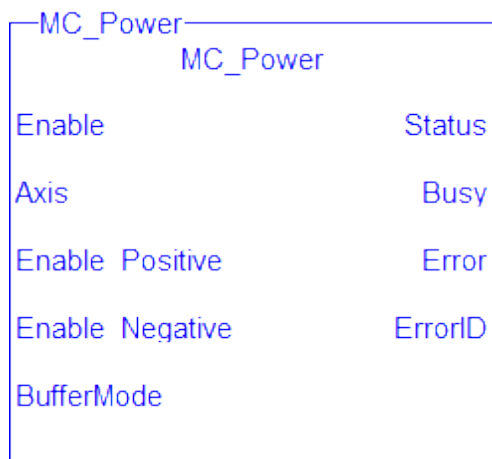 MC_Power
MC_Power
Enable Status
Axis Busy
Enable Positive Error
Enable Negative ErrorID
BufferMode